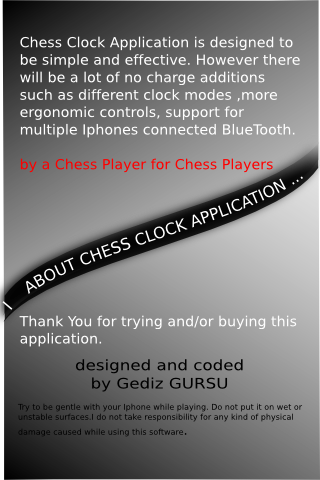 Chess Clock Application is designed to
be simple and effective. However there
will be a lot of no charge additions
such as different clock modes ,more
ergonomic controls, support for
multiple Iphones connected BlueTooth.
by a Chess Player for Chess Players
ABOUT CHESS CLOCK APPLICATION ...
Thank You for trying and/or buying this
application.
designed and coded
by Gediz GURSU
Try to be gentle with your Iphone while playing. Do not put it on wet or
unstable surfaces.I do not take responsibility for any kind of physical
damage caused while using this software.